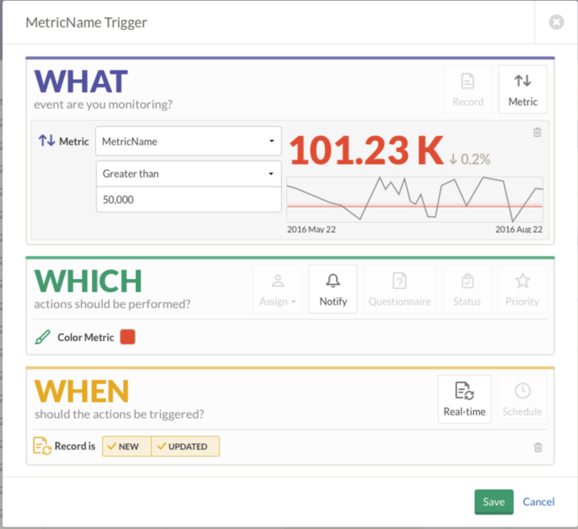 MetricName Trigger
WHAT
event are you monitoring?
Record
Metric
Metric
MetricName
Greater than
50,000
101.23 K ↓ 0.2%
2016 May 22
2016 Aug 22
WHICH
actions should be performed?
Assign
Notify
Questionnaire
Status
Priority
Color Metric
WHEN
should the actions be triggered?
Real-time
Schedule
Record is
NEW
UPDATED
Save
Cancel